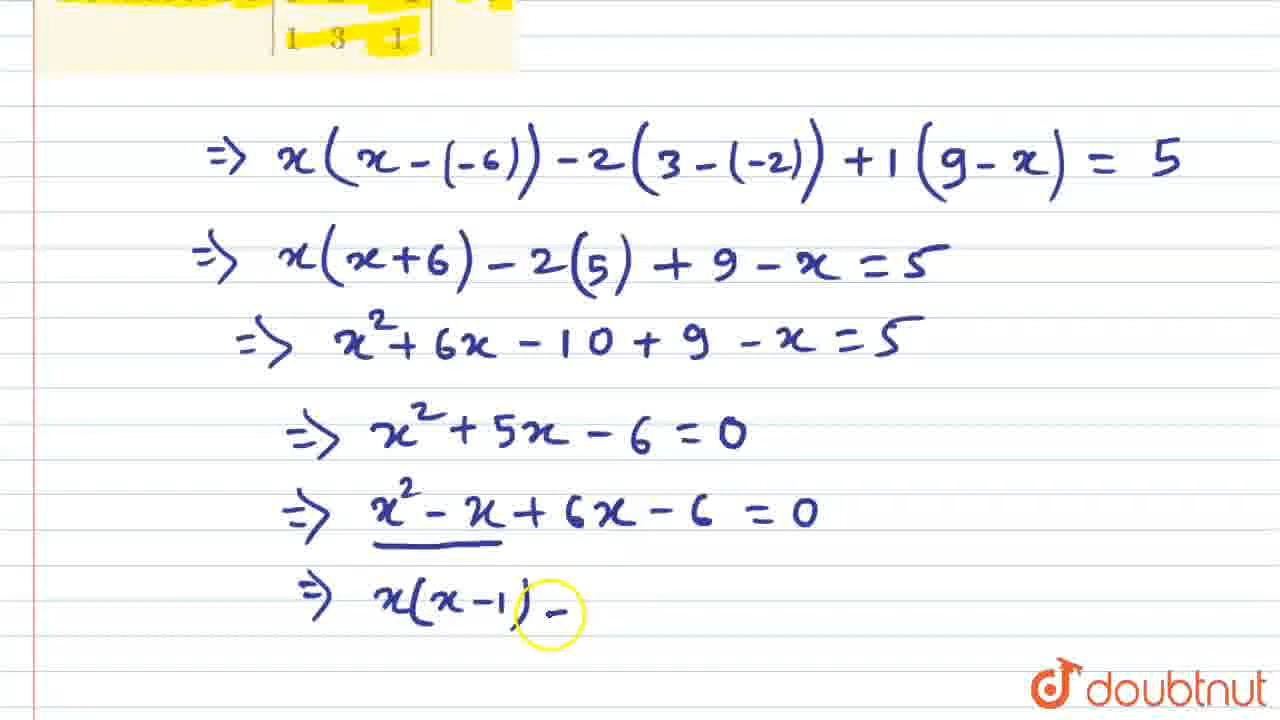 1 3 1
⇒ x(x-(-6))-2(3-(-2))+1(9-x) = 5
⇒ x(x+6)-2(5)+9-x=5
⇒ x²+6x-10+9-x=5
⇒ x²+5x-6=0
⇒ x²-x+6x-6=0
⇒ x(x-1)-
doubtnut